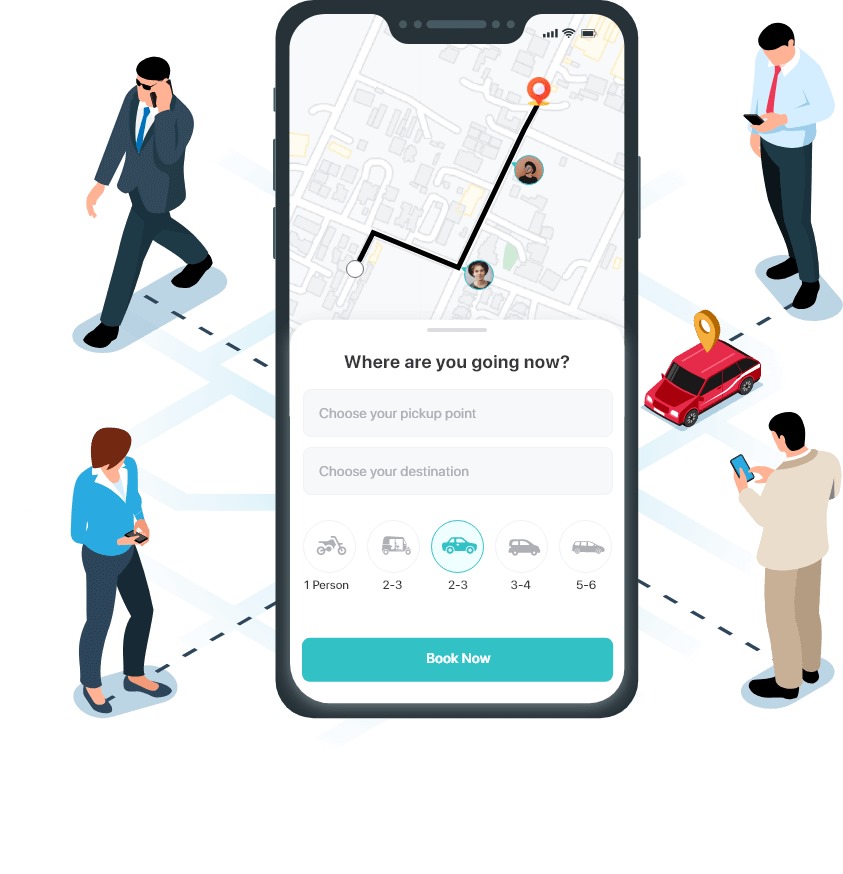 Where are you going now?
Choose your pickup point
Choose your destination
1 Person 2-3 2-3 3-4 5-6
Book Now